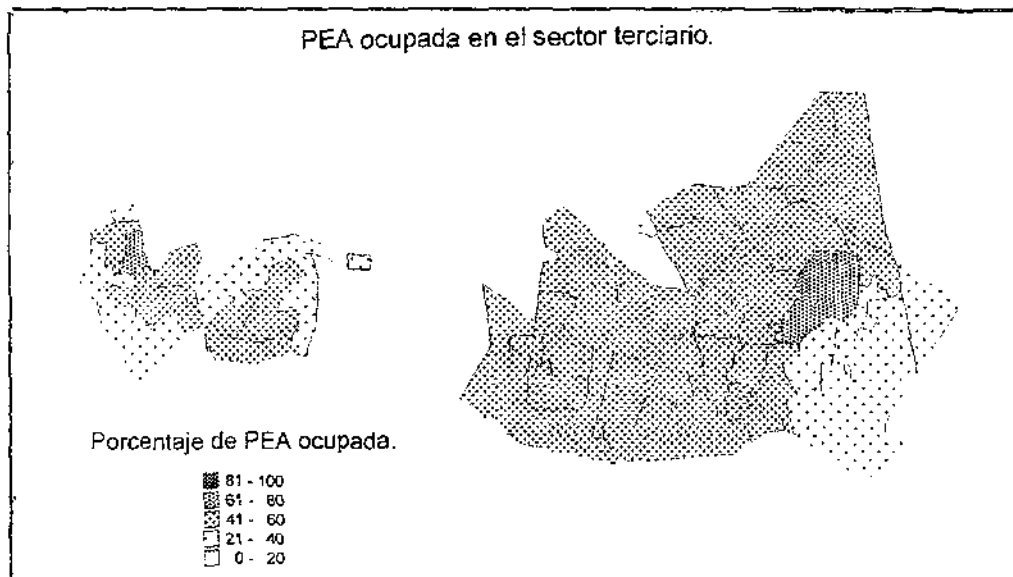 PEA ocupada en el sector terciario.
Porcentaje de PEA ocupada.
81 - 100
61 - 80
41 - 60
21 - 40
0 - 20